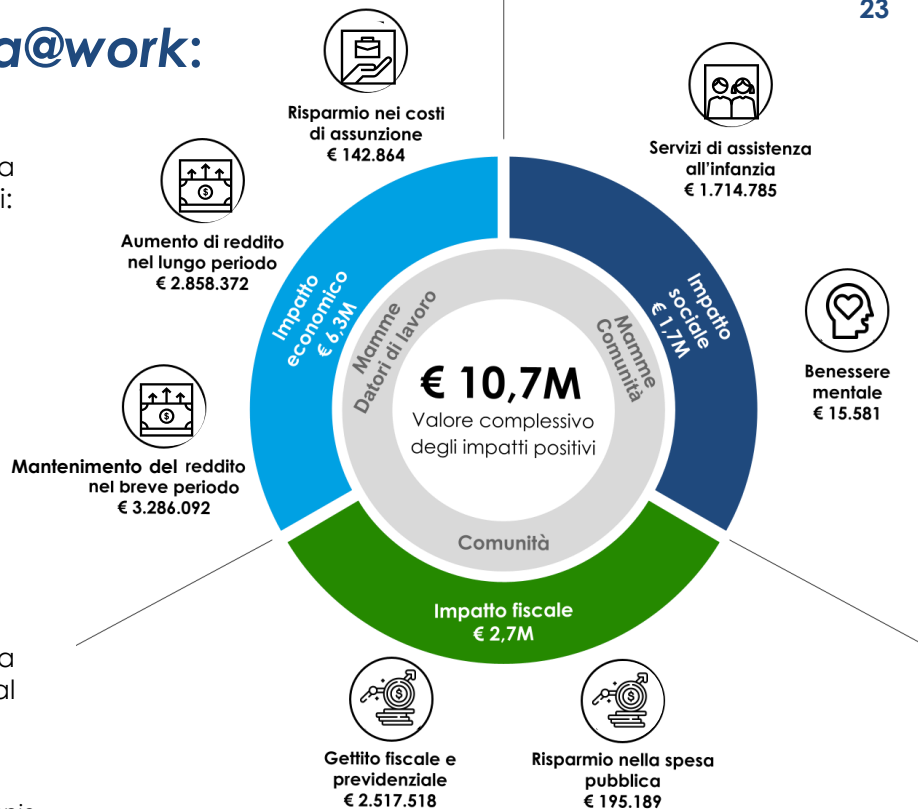 23
a@work:
a
i:
Risparmio nei costi
di assunzione
€ 142.864
Aumento di reddito
nel lungo periodo
€ 2.858.372
Mantenimento del reddito
nel breve periodo
€ 3.286.092
Servizi di assistenza
all'infanzia
€ 1.714.785
Benessere
mentale
€ 15.581
Impatto
economico
€ 6,3M
Mamme
Datori di lavoro
Impatto
sociale
€ 1,7M
Mamme
Comunità
€ 10,7M
Valore complessivo
degli impatti positivi
Comunità
Impatto fiscale
€ 2,7M
a
al
Gettito fiscale e
previdenziale
€ 2.517.518
Risparmio nella spesa
pubblica
€ 195.189